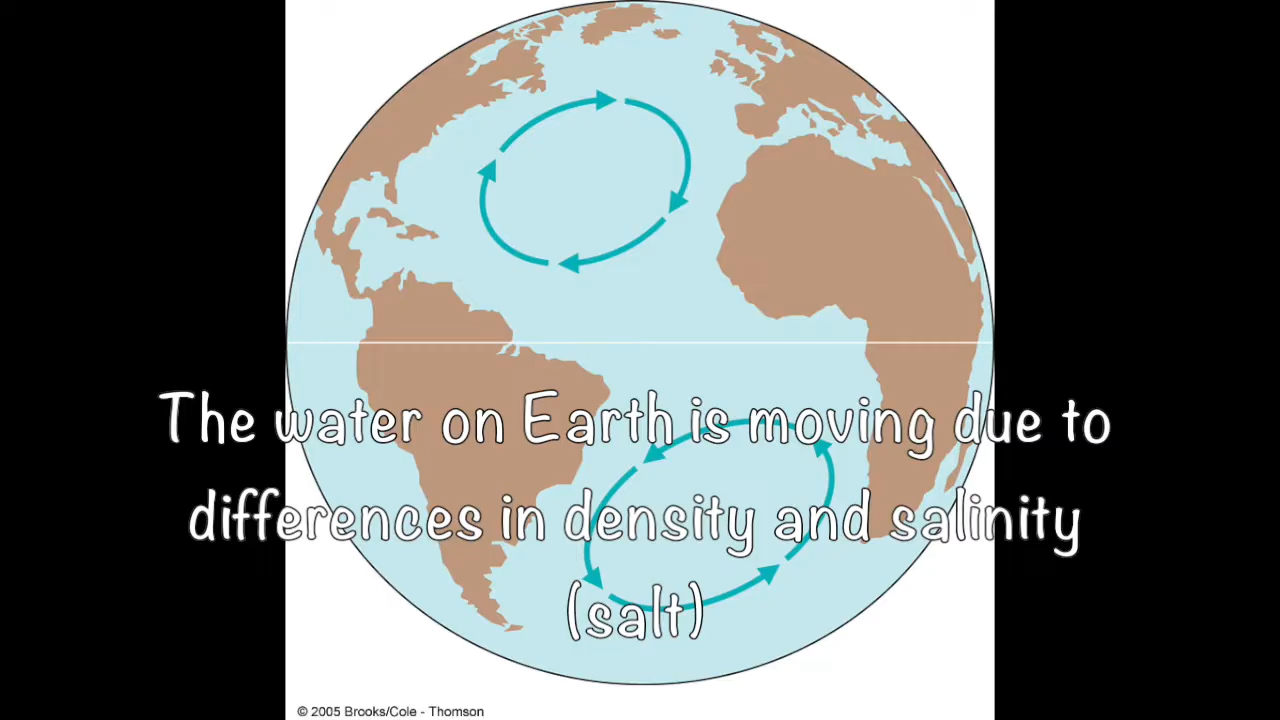 The water on Earth is moving due to
differences in density and salinity
(salt)
© 2005 Brooks/Cole - Thomson